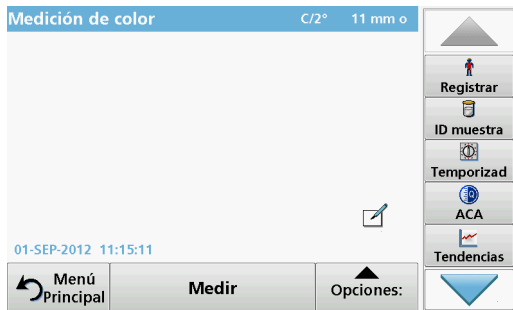 Medición de color C/2° 11 mm o
Registrar
ID muestra
Temporizad
ACA
Tendencias
01-SEP-2012 11:15:11
Menú
Principal
Medir
Opciones: